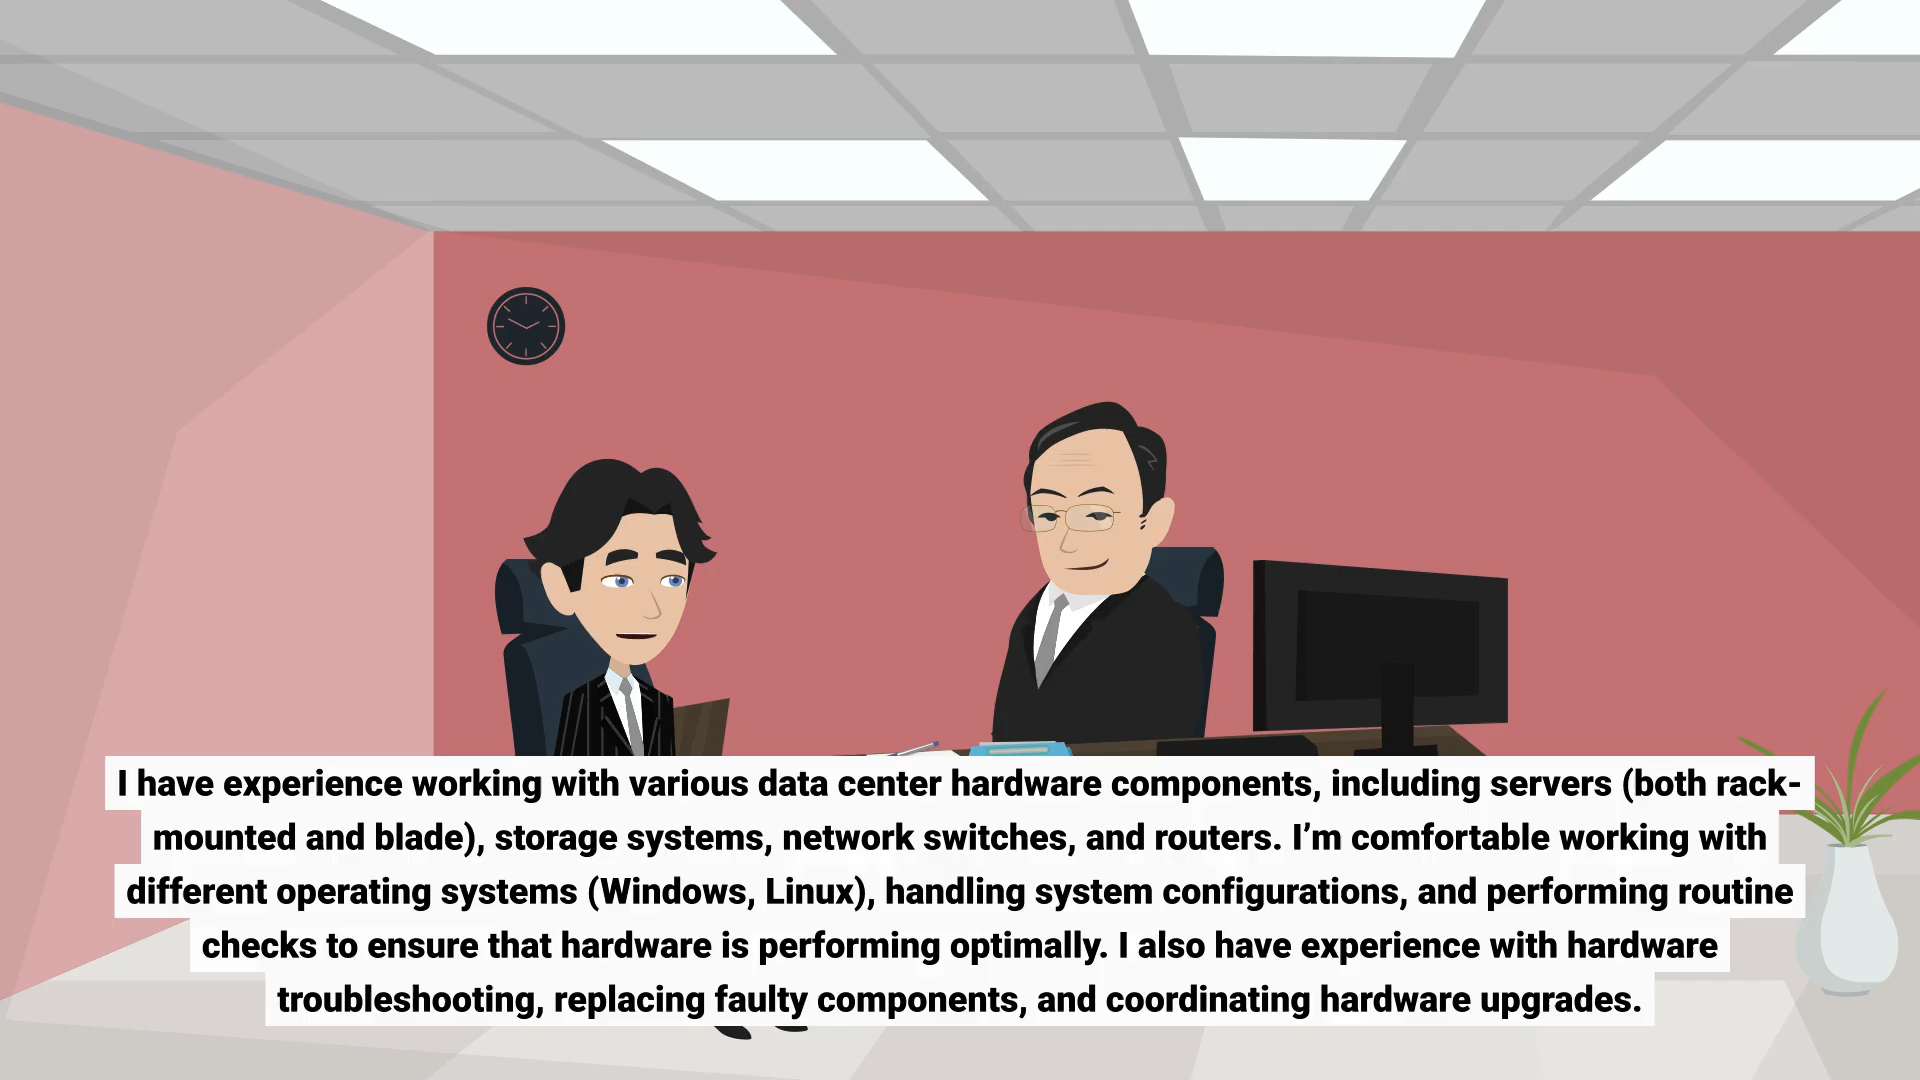 I have experience working with various data center hardware components, including servers (both rack-
mounted and blade), storage systems, network switches, and routers. I’m comfortable working with
different operating systems (Windows, Linux), handling system configurations, and performing routine
checks to ensure that hardware is performing optimally. I also have experience with hardware
troubleshooting, replacing faulty components, and coordinating hardware upgrades.